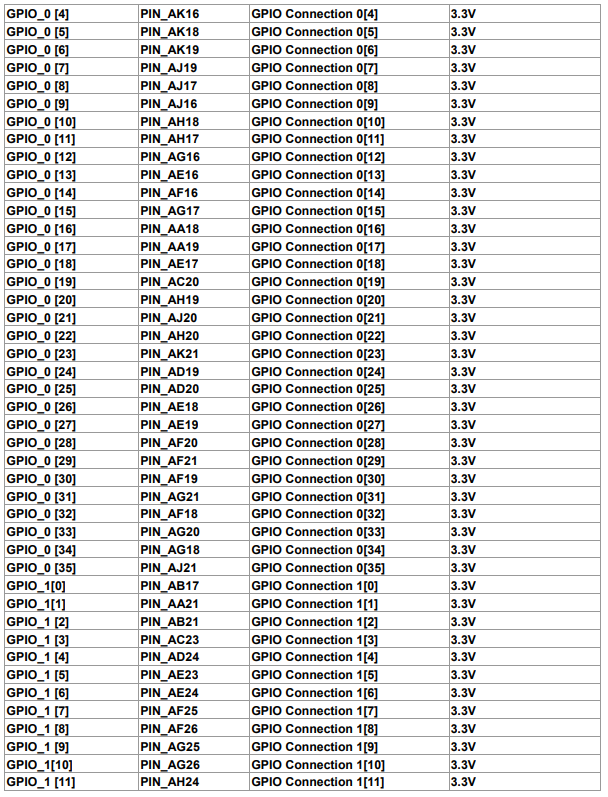 GPIO_0 [4] PIN_AK16 GPIO Connection 0[4] 3.3V
GPIO_0 [5] PIN_AK18 GPIO Connection 0[5] 3.3V
GPIO_0 [6] PIN_AK19 GPIO Connection 0[6] 3.3V
GPIO_0 [7] PIN_AJ19 GPIO Connection 0[7] 3.3V
GPIO_0 [8] PIN_AJ17 GPIO Connection 0[8] 3.3V
GPIO_0 [9] PIN_AJ16 GPIO Connection 0[9] 3.3V
GPIO_0 [10] PIN_AH18 GPIO Connection 0[10] 3.3V
GPIO_0 [11] PIN_AH17 GPIO Connection 0[11] 3.3V
GPIO_0 [12] PIN_AG16 GPIO Connection 0[12] 3.3V
GPIO_0 [13] PIN_AE16 GPIO Connection 0[13] 3.3V
GPIO_0 [14] PIN_AF16 GPIO Connection 0[14] 3.3V
GPIO_0 [15] PIN_AG17 GPIO Connection 0[15] 3.3V
GPIO_0 [16] PIN_AA18 GPIO Connection 0[16] 3.3V
GPIO_0 [17] PIN_AA19 GPIO Connection 0[17] 3.3V
GPIO_0 [18] PIN_AE17 GPIO Connection 0[18] 3.3V
GPIO_0 [19] PIN_AC20 GPIO Connection 0[19] 3.3V
GPIO_0 [20] PIN_AH19 GPIO Connection 0[20] 3.3V
GPIO_0 [21] PIN_AJ20 GPIO Connection 0[21] 3.3V
GPIO_0 [22] PIN_AH20 GPIO Connection 0[22] 3.3V
GPIO_0 [23] PIN_AK21 GPIO Connection 0[23] 3.3V
GPIO_0 [24] PIN_AD19 GPIO Connection 0[24] 3.3V
GPIO_0 [25] PIN_AD20 GPIO Connection 0[25] 3.3V
GPIO_0 [26] PIN_AE18 GPIO Connection 0[26] 3.3V
GPIO_0 [27] PIN_AE19 GPIO Connection 0[27] 3.3V
GPIO_0 [28] PIN_AF20 GPIO Connection 0[28] 3.3V
GPIO_0 [29] PIN_AF21 GPIO Connection 0[29] 3.3V
GPIO_0 [30] PIN_AF19 GPIO Connection 0[30] 3.3V
GPIO_0 [31] PIN_AG21 GPIO Connection 0[31] 3.3V
GPIO_0 [32] PIN_AF18 GPIO Connection 0[32] 3.3V
GPIO_0 [33] PIN_AG20 GPIO Connection 0[33] 3.3V
GPIO_0 [34] PIN_AG18 GPIO Connection 0[34] 3.3V
GPIO_0 [35] PIN_AJ21 GPIO Connection 0[35] 3.3V
GPIO_1[0] PIN_AB17 GPIO Connection 1[0] 3.3V
GPIO_1[1] PIN_AA21 GPIO Connection 1[1] 3.3V
GPIO_1 [2] PIN_AB21 GPIO Connection 1[2] 3.3V
GPIO_1 [3] PIN_AC23 GPIO Connection 1[3] 3.3V
GPIO_1 [4] PIN_AD24 GPIO Connection 1[4] 3.3V
GPIO_1 [5] PIN_AE23 GPIO Connection 1[5] 3.3V
GPIO_1 [6] PIN_AE24 GPIO Connection 1[6] 3.3V
GPIO_1 [7] PIN_AF25 GPIO Connection 1[7] 3.3V
GPIO_1 [8] PIN_AF26 GPIO Connection 1[8] 3.3V
GPIO_1 [9] PIN_AG25 GPIO Connection 1[9] 3.3V
GPIO_1[10] PIN_AG26 GPIO Connection 1[10] 3.3V
GPIO_1 [11] PIN_AH24 GPIO Connection 1[11] 3.3V